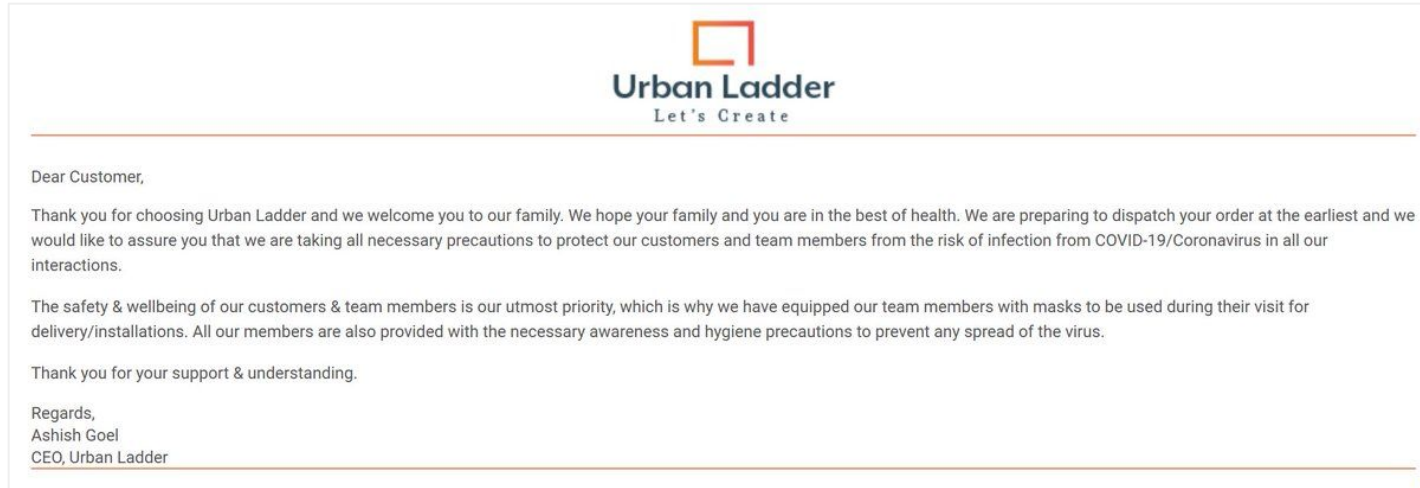 Urban Ladder
Let's Create
Dear Customer,
Thank you for choosing Urban Ladder and we welcome you to our family. We hope your family and you are in the best of health. We are preparing to dispatch your order at the earliest and we
would like to assure you that we are taking all necessary precautions to protect our customers and team members from the risk of infection from COVID-19/Coronavirus in all our
interactions.
The safety & wellbeing of our customers & team members is our utmost priority, which is why we have equipped our team members with masks to be used during their visit for
delivery/installations. All our members are also provided with the necessary awareness and hygiene precautions to prevent any spread of the virus.
Thank you for your support & understanding.
Regards,
Ashish Goel
CEO, Urban Ladder